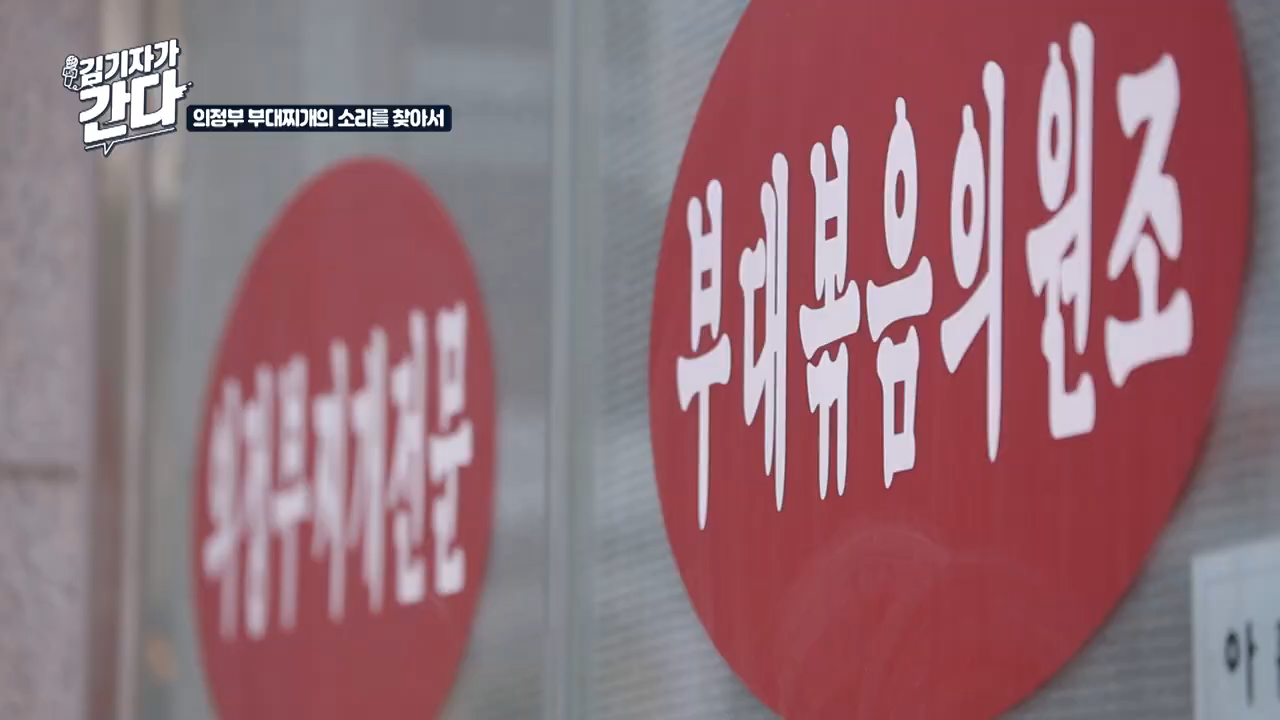 김기자가
간다
의정부 부대찌개의 소리를 찾아서
부대볶음의 원조
의정부찌개전문
아